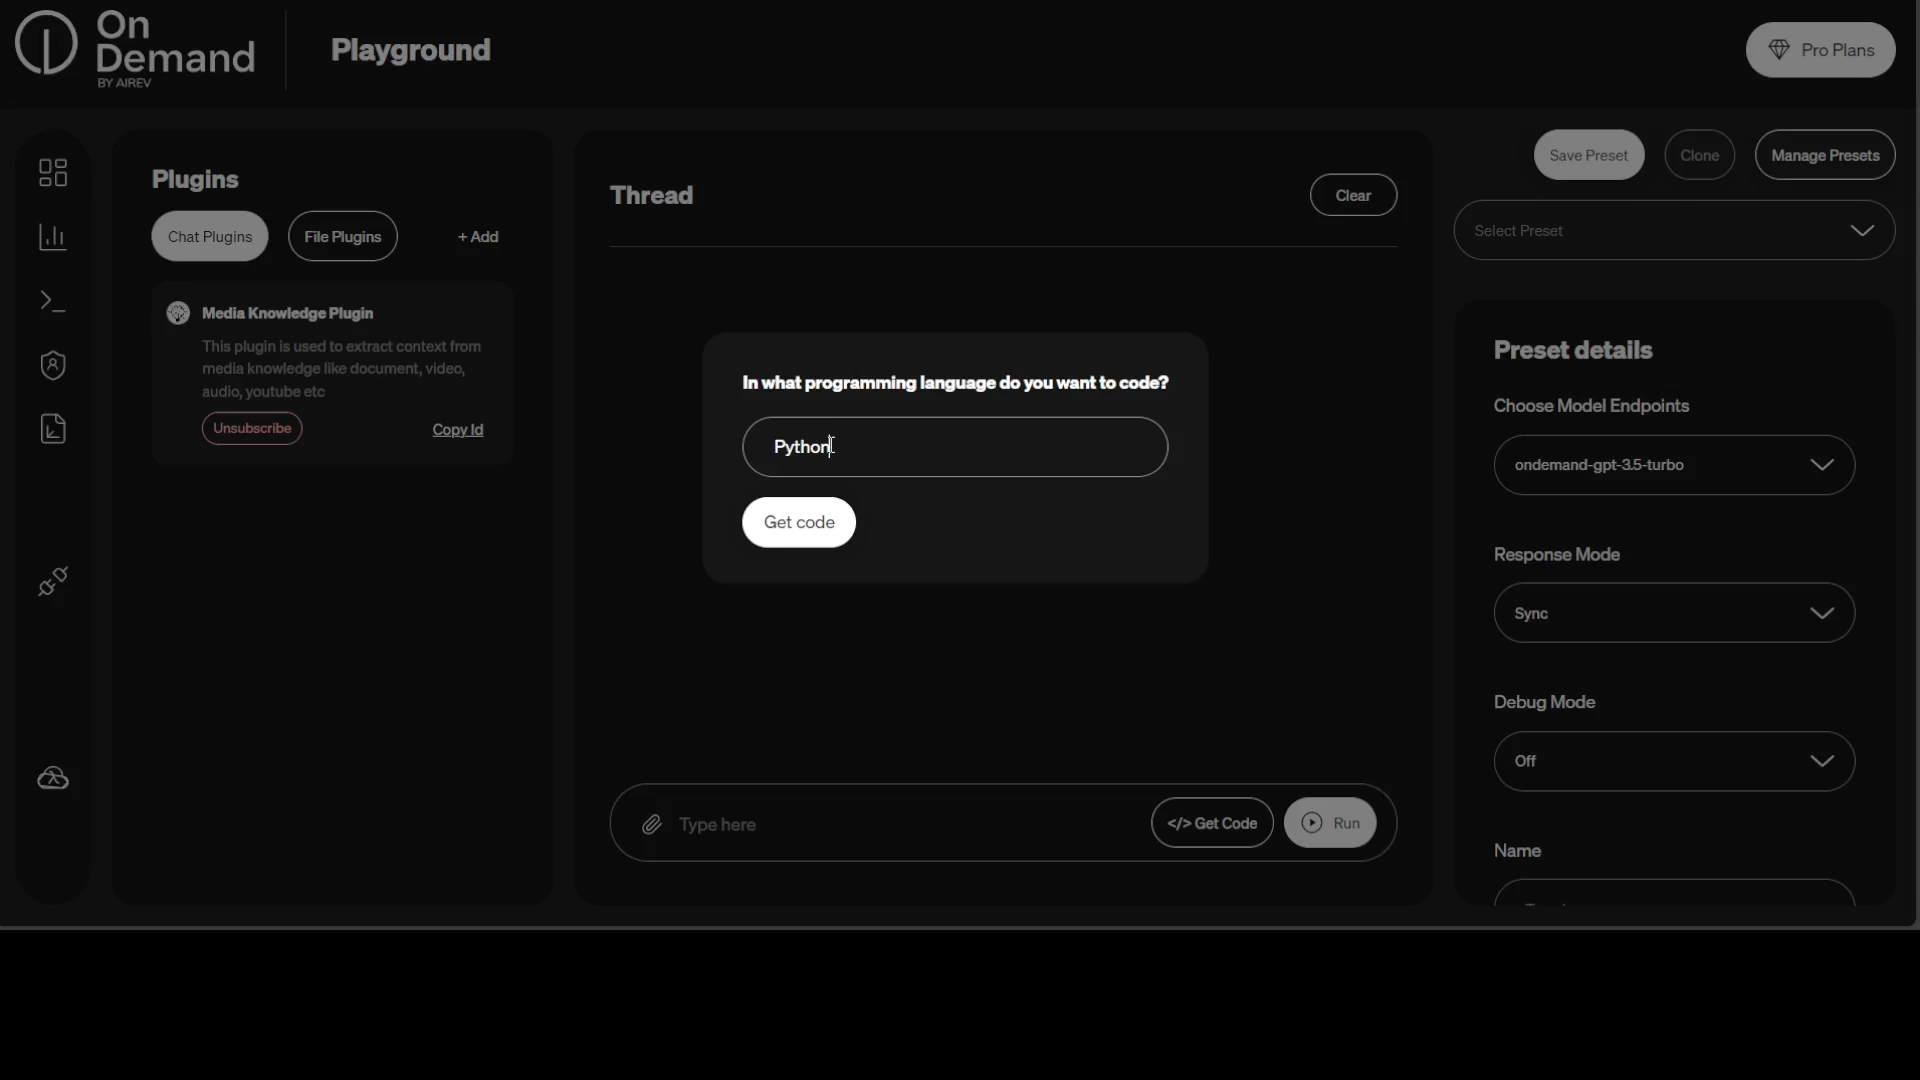 On
Demand
BY AIREV
Playground
Pro Plans
Plugins
Chat Plugins
File Plugins
+ Add
Media Knowledge Plugin
This plugin is used to extract context from
media knowledge like document, video,
audio, youtube etc
Unsubscribe
Copy Id
Thread
Clear
In what programming language do you want to code?
Python
Get code
Type here
</> Get Code
Run
Save Preset
Clone
Manage Presets
Select Preset
Preset details
Choose Model Endpoints
ondemand-gpt-3.5-turbo
Response Mode
Sync
Debug Mode
Off
Name